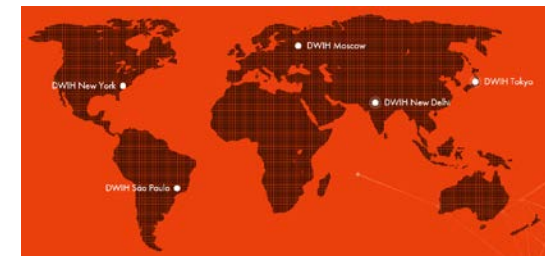 DWIH Moscow
DWIH New York
DWIH Tokyo
DWIH New Delhi
DWIH São Paulo